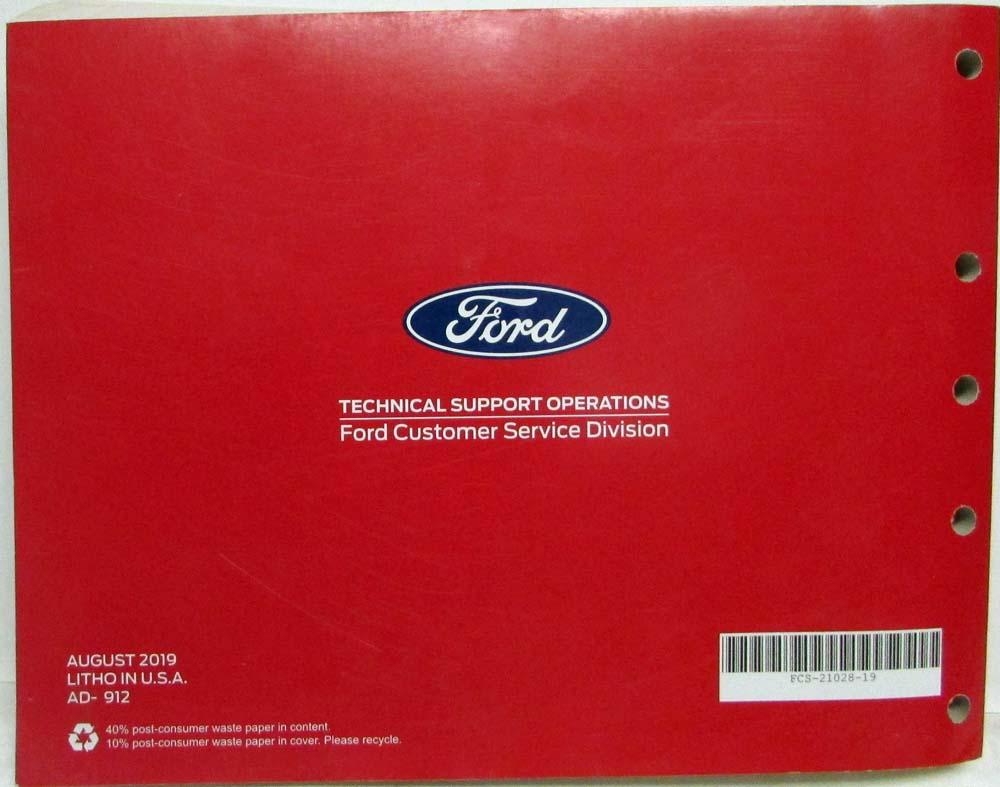 Ford
TECHNICAL SUPPORT OPERATIONS
Ford Customer Service Division
AUGUST 2019
LITHO IN U.S.A.
AD- 912
40% post-consumer waste paper in content.
10% post-consumer waste paper in cover. Please recycle.
FCS-21028-19